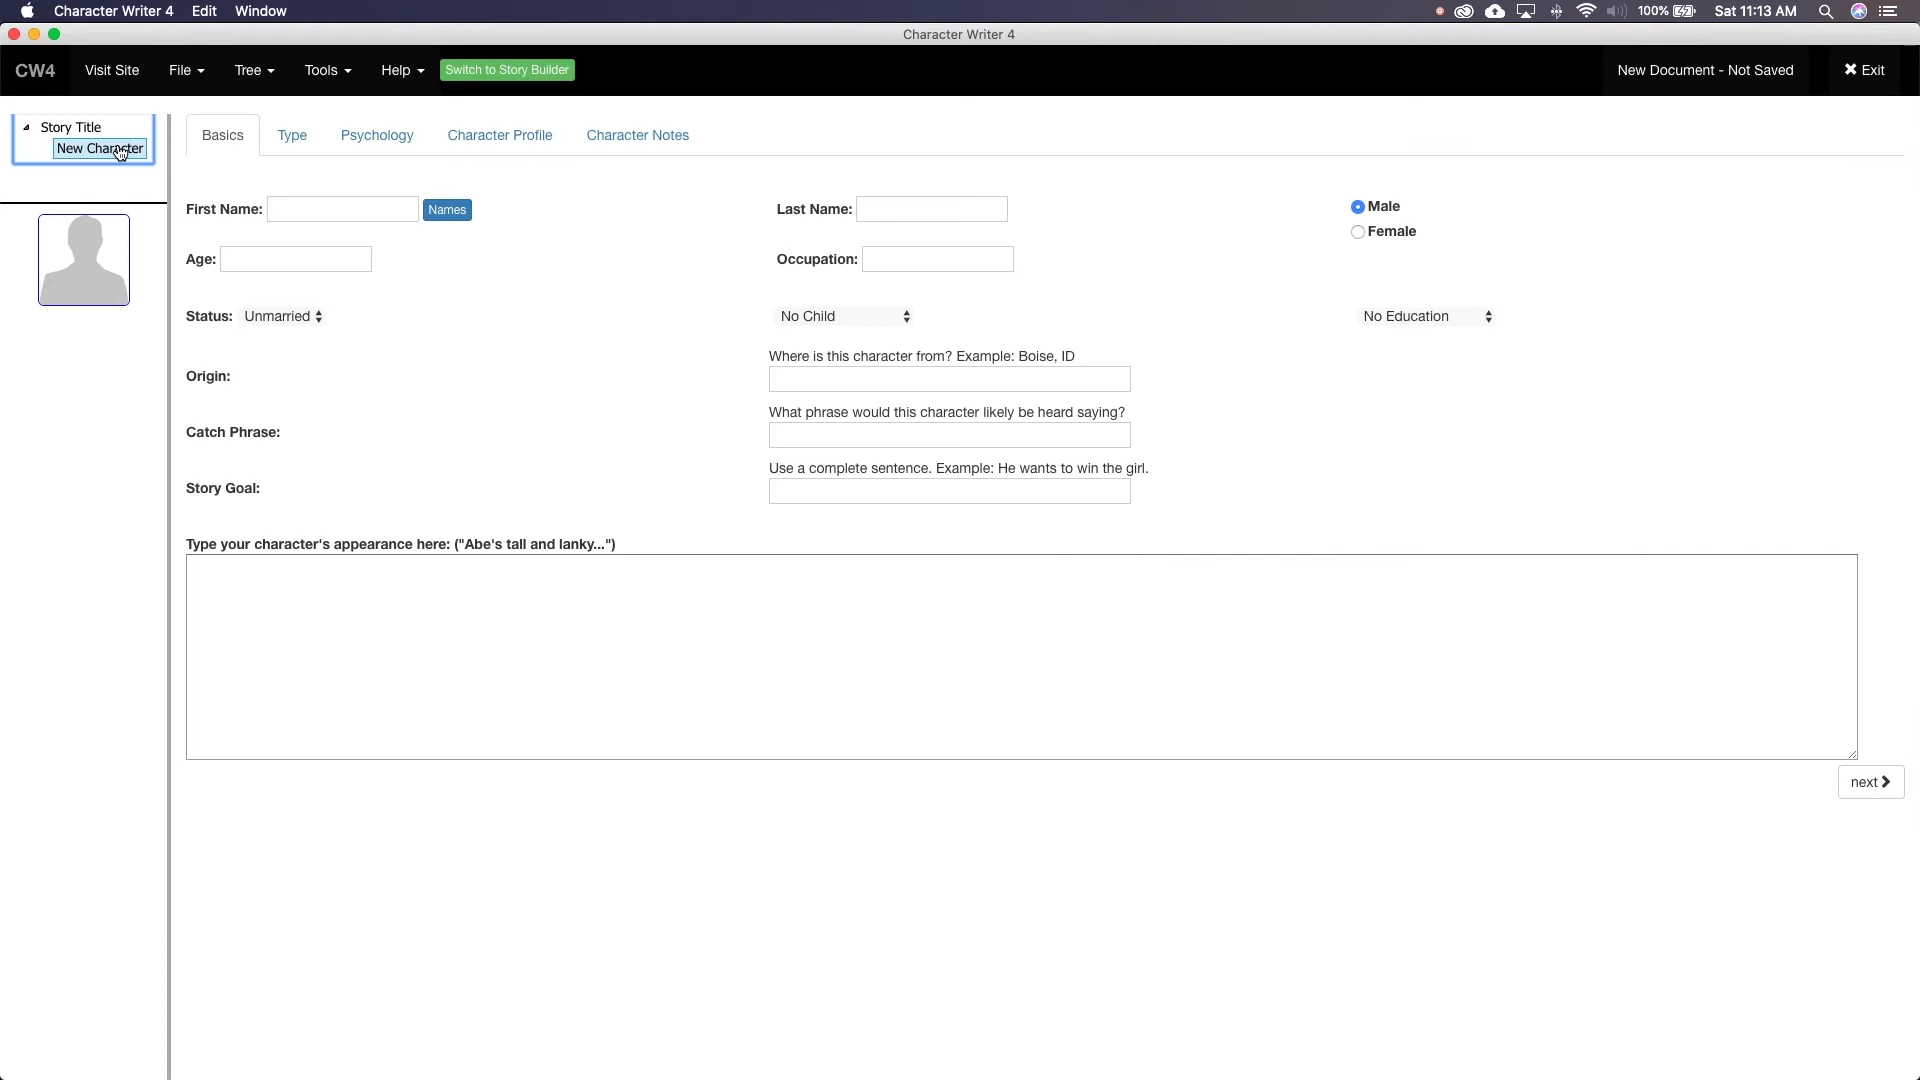 Character Writer 4 Edit Window 100% Sat 11:13 AM
Character Writer 4
CW4 Visit Site File Tree Tools Help Switch to Story Builder New Document - Not Saved Exit
Story Title
New Character
Basics Type Psychology Character Profile Character Notes
First Name: Names Last Name: Male
Female
Age: Occupation:
Status: Unmarried No Child No Education
Where is this character from? Example: Boise, ID
Origin:
What phrase would this character likely be heard saying?
Catch Phrase:
Use a complete sentence. Example: He wants to win the girl.
Story Goal:
Type your character's appearance here: ("Abe's tall and lanky...")
next